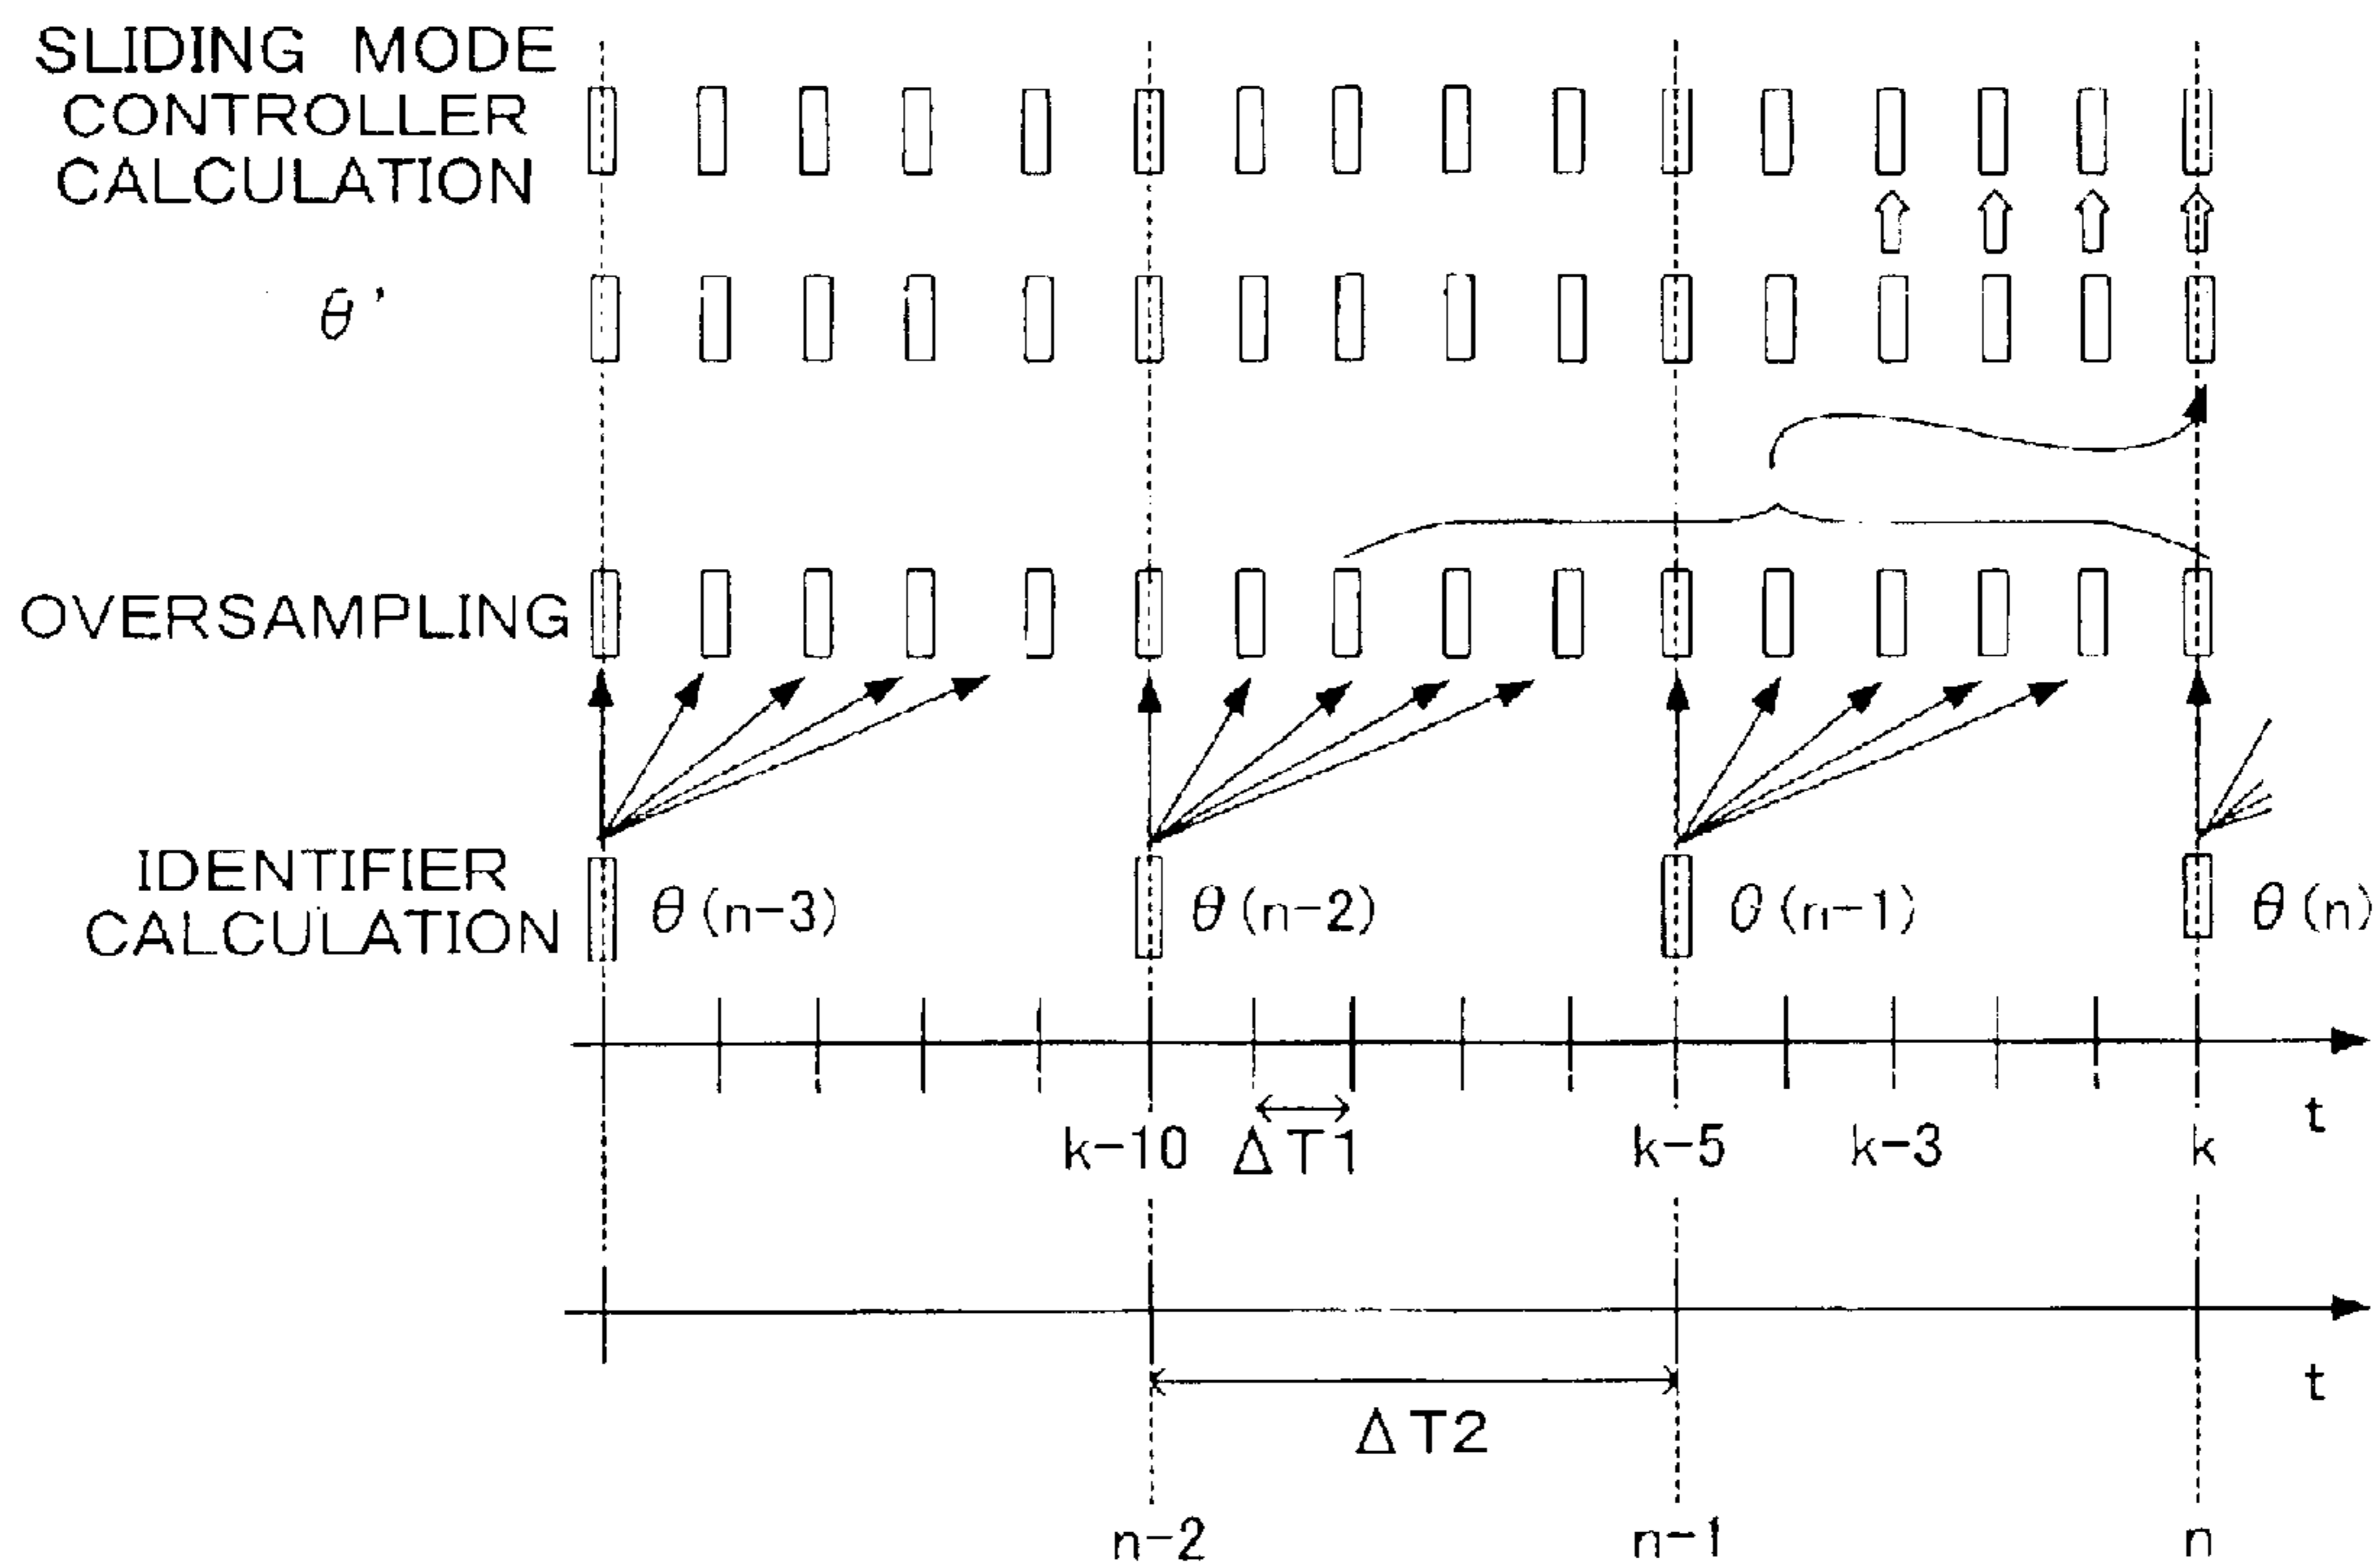 SLIDING MODE
CONTROLLER
CALCULATION
θ'
OVERSAMPLING
IDENTIFIER
CALCULATION
θ(n-3)
θ(n-2)
θ(n-1)
θ(n)
k-10
ΔT1
k-5
k-3
k
t
ΔT2
t
n-2
n-1
n